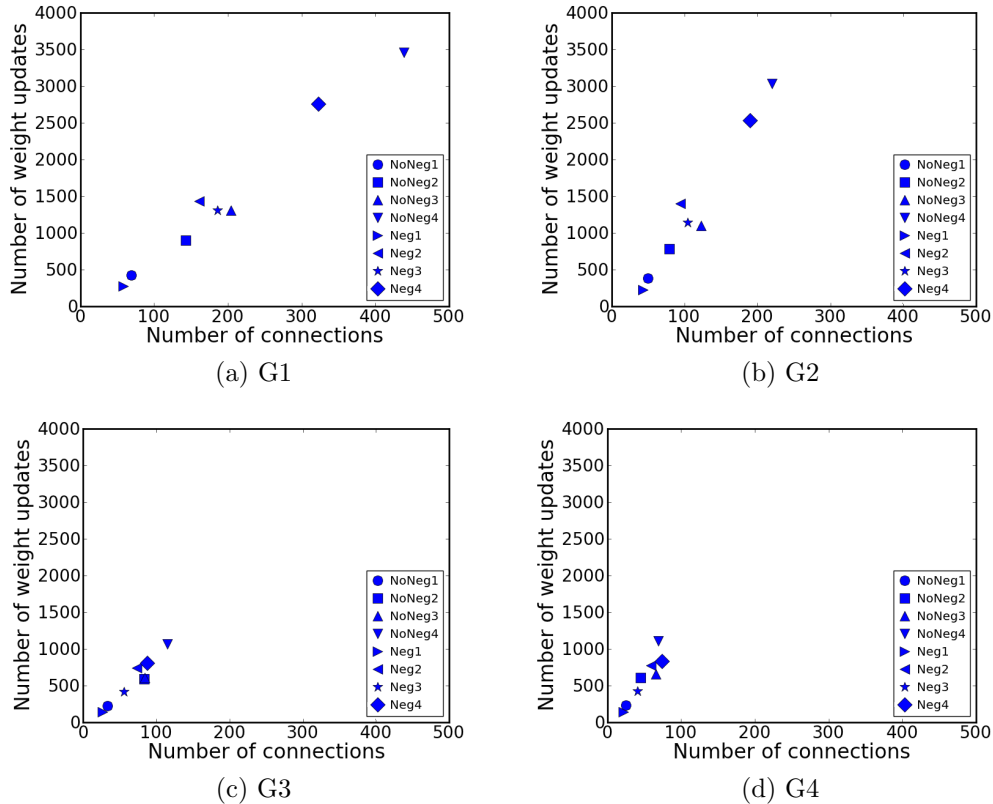 4000
3500
3000
2500
2000
1500
1000
500
0
Number of weight updates
NoNeg1
NoNeg2
NoNeg3
NoNeg4
Neg1
Neg2
Neg3
Neg4
0 100 200 300 400 500
Number of connections
(a) G1
4000
3500
3000
2500
2000
1500
1000
500
0
Number of weight updates
NoNeg1
NoNeg2
NoNeg3
NoNeg4
Neg1
Neg2
Neg3
Neg4
0 100 200 300 400 500
Number of connections
(b) G2
4000
3500
3000
2500
2000
1500
1000
500
0
Number of weight updates
NoNeg1
NoNeg2
NoNeg3
NoNeg4
Neg1
Neg2
Neg3
Neg4
0 100 200 300 400 500
Number of connections
(c) G3
4000
3500
3000
2500
2000
1500
1000
500
0
Number of weight updates
NoNeg1
NoNeg2
NoNeg3
NoNeg4
Neg1
Neg2
Neg3
Neg4
0 100 200 300 400 500
Number of connections
(d) G4